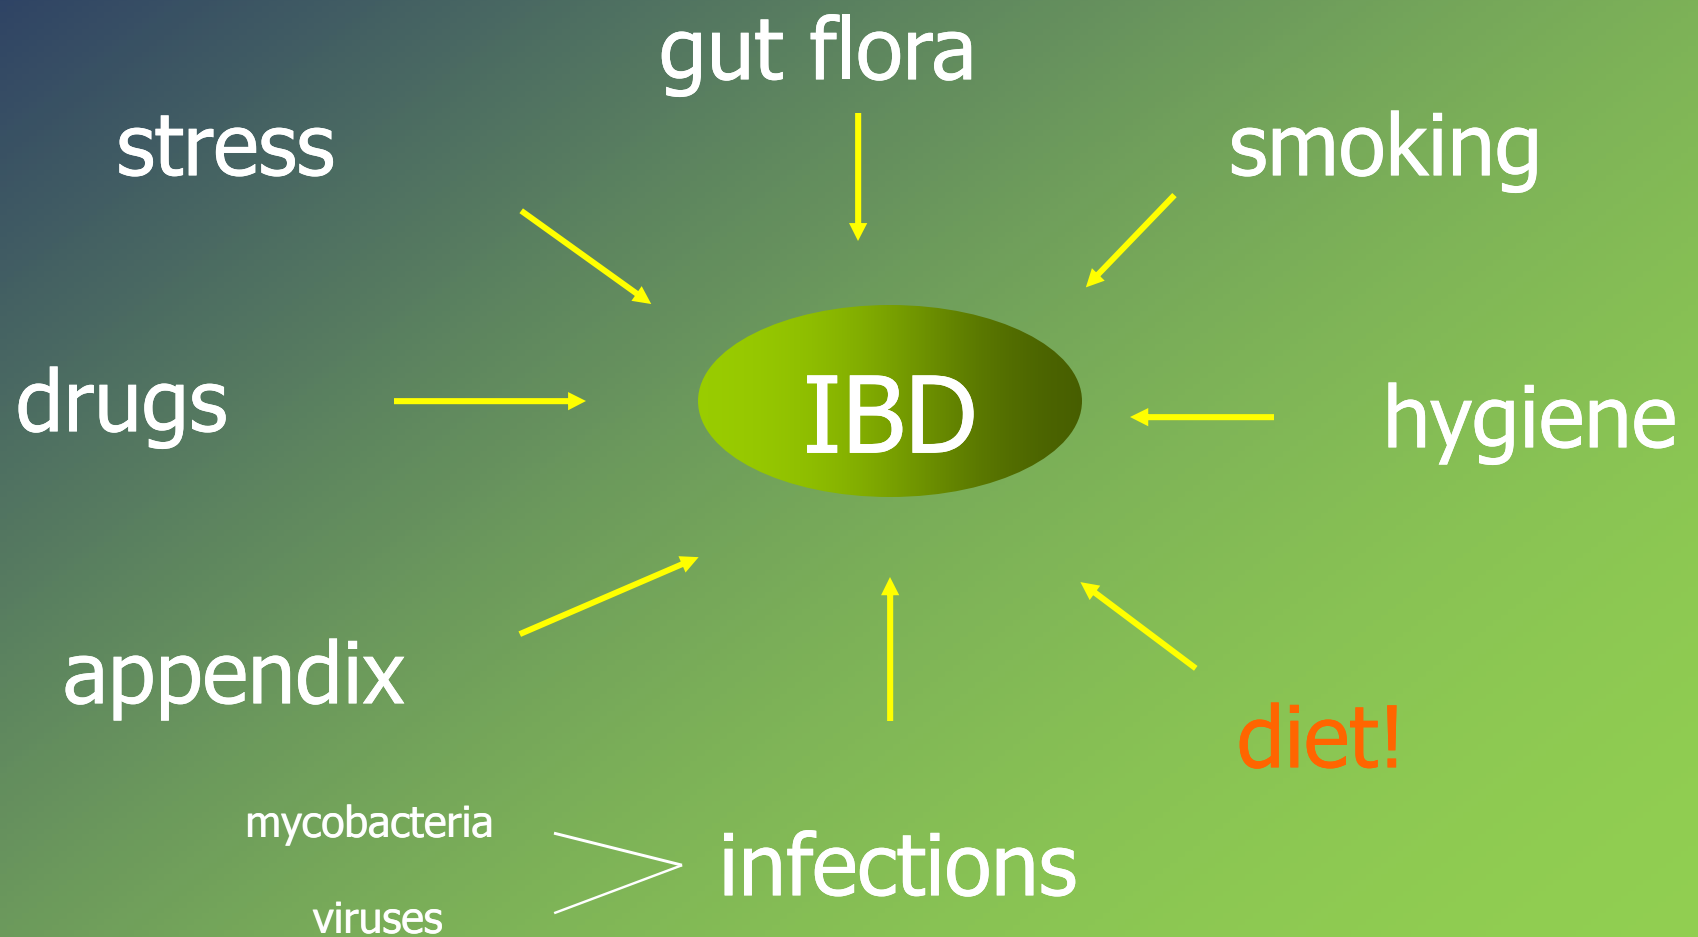 gut flora
stress
smoking
drugs
IBD
hygiene
appendix
diet!
mycobacteria
infections
viruses